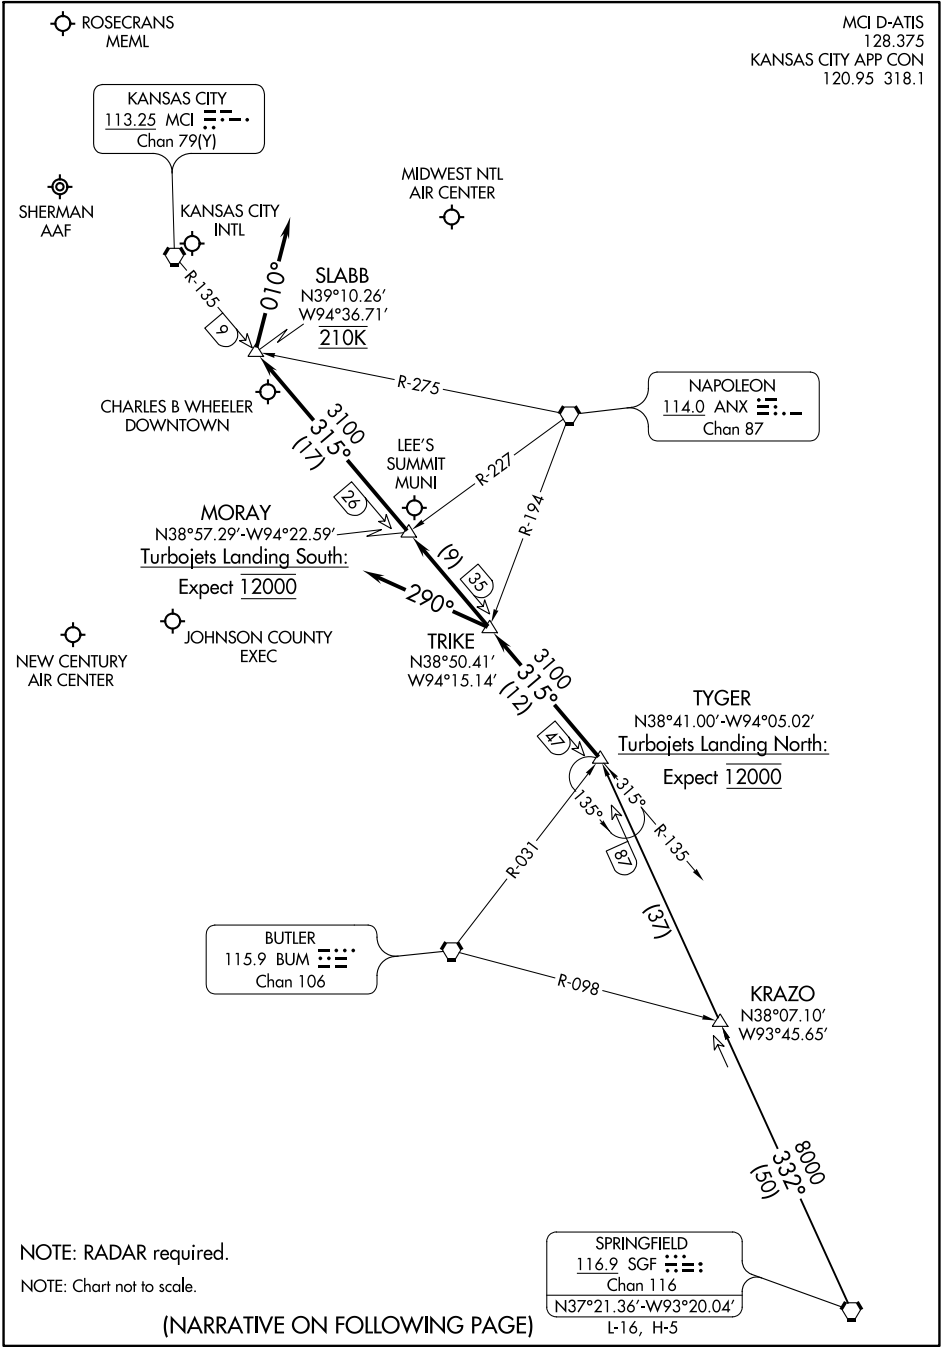 ROSECRANS
MEML
MCI D-ATIS
128.375
KANSAS CITY APP CON
120.95 318.1
KANSAS CITY
113.25 MCI
Chan 79(Y)
MIDWEST NTL
AIR CENTER
SHERMAN
AAF
KANSAS CITY
INTL
R-135
9
010°
SLABB
N39°10.26'
W94°36.71'
210K
R-275
NAPOLEON
114.0 ANX
Chan 87
CHARLES B WHEELER
DOWNTOWN
3100
315°
(17)
LEE'S
SUMMIT
MUNI
R-227
R-194
26
MORAY
N38°57.29'-W94°22.59'
Turbojets Landing South:
Expect 12000
(9)
35
290°
JOHNSON COUNTY
EXEC
NEW CENTURY
AIR CENTER
TRIKE
N38°50.41'
W94°15.14'
3100
315°
(12)
TYGER
N38°41.00'-W94°05.02'
Turbojets Landing North:
Expect 12000
47
135°
315°
R-135
87
R-031
(37)
BUTLER
115.9 BUM
Chan 106
R-098
KRAZO
N38°07.10'
W93°45.65'
8000
332°
(50)
NOTE: RADAR required.
NOTE: Chart not to scale.
SPRINGFIELD
116.9 SGF
Chan 116
N37°21.36'-W93°20.04'
L-16, H-5
(NARRATIVE ON FOLLOWING PAGE)